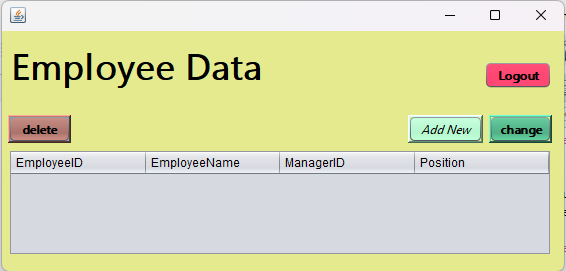 Employee Data
Logout
delete
Add New
change
EmployeeID
EmployeeName
ManagerID
Position